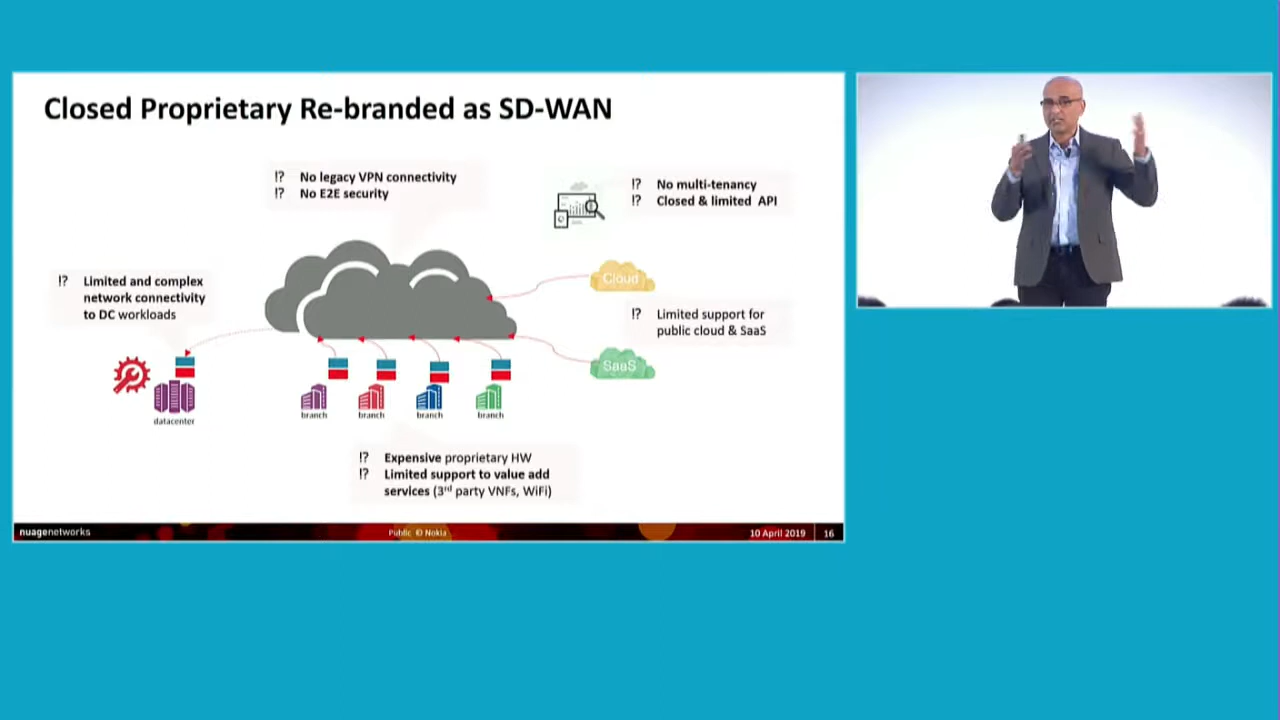 Closed Proprietary Re-branded as SD-WAN
!? No legacy VPN connectivity
!? No E2E security
!? No multi-tenancy
!? Closed & limited API
!? Limited and complex
network connectivity
to DC workloads
Cloud
!? Limited support for
public cloud & SaaS
SaaS
datacenter
branch
branch
branch
branch
!? Expensive proprietary HW
!? Limited support to value add
services (3rd party VNFs, WiFi)
nuagenetworks
Public © Nokia
10 April 2019
16